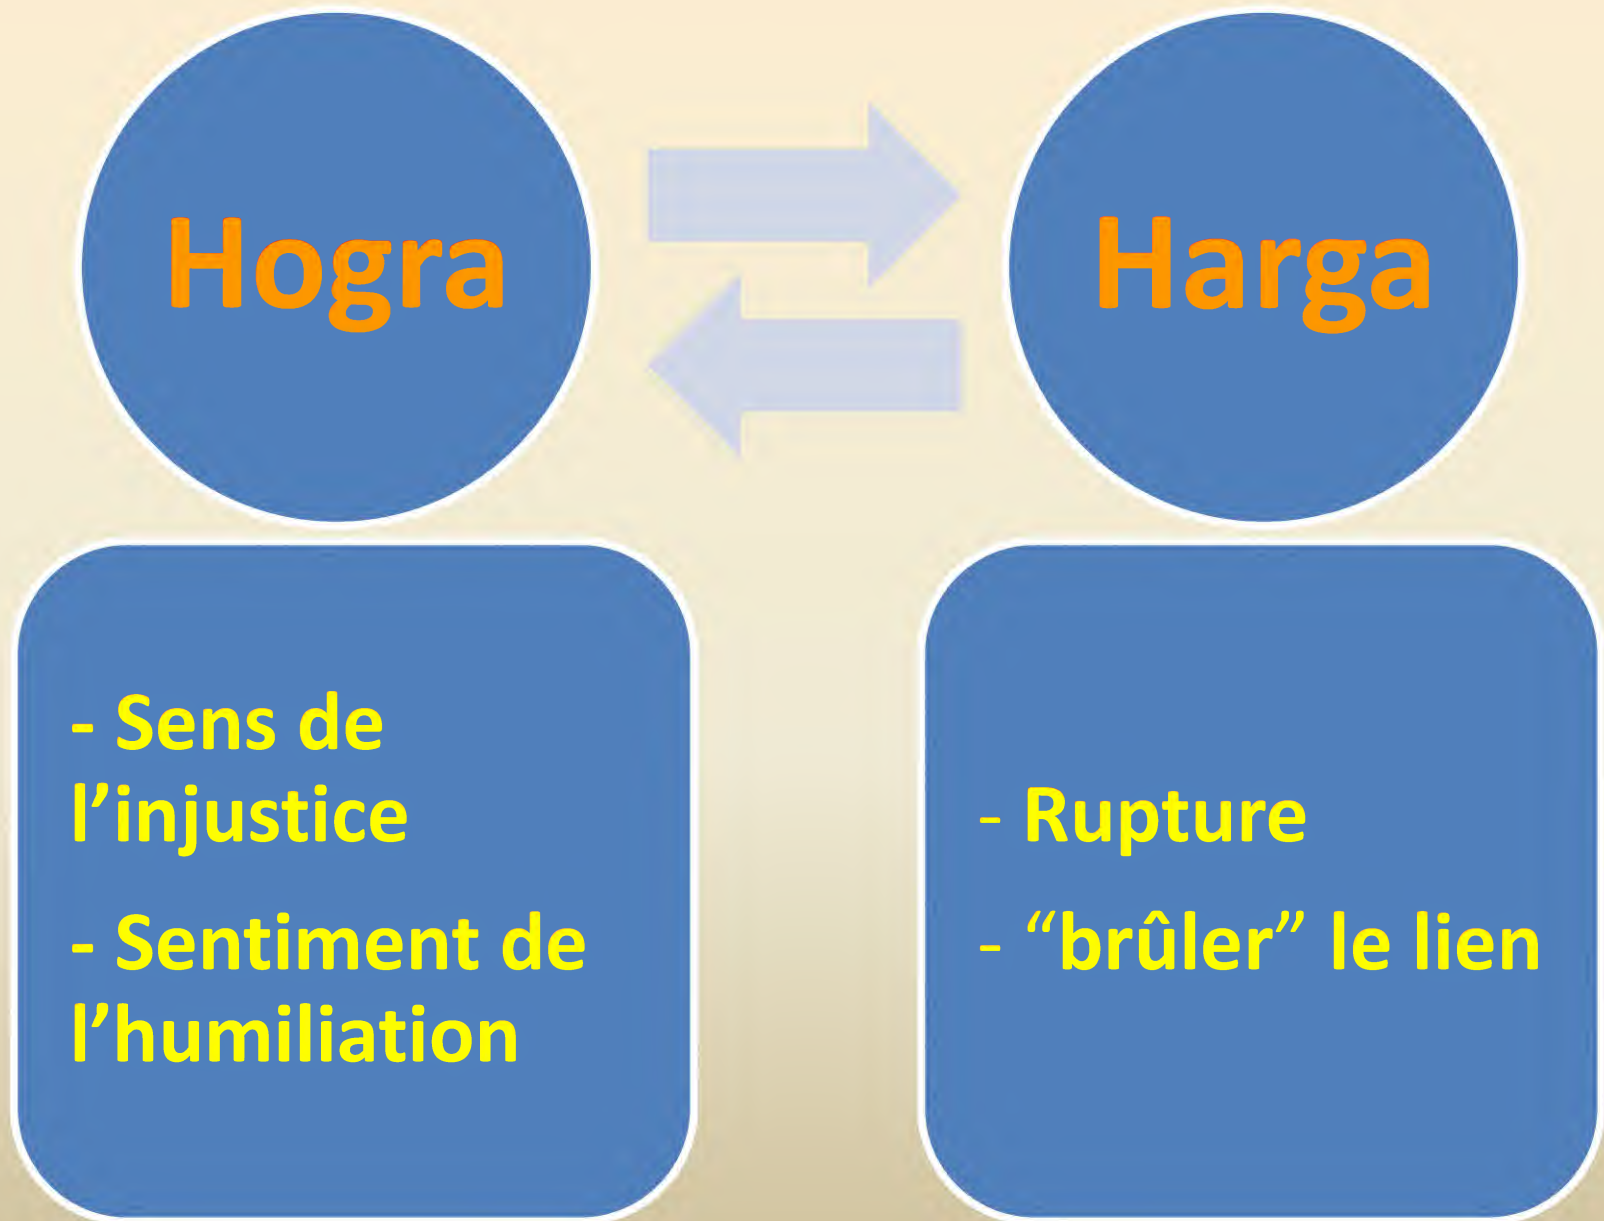 Hogra
Harga
- Sens de
l’injustice
- Sentiment de
l’humiliation
- Rupture
- “brûler” le lien